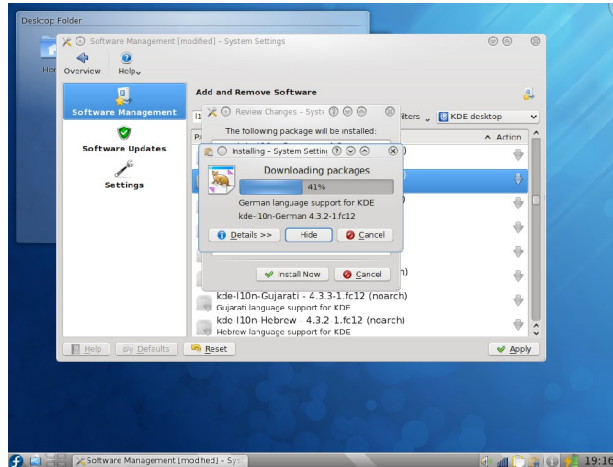 Desktop Folder
Software Management [modified] – System Settings
Overview
Help
Add and Remove Software
Software Management
Software Updates
Settings
Review Changes – Syst
KDE desktop
The following package will be installed:
Action
Installing – System Settin
Downloading packages
41%
German language support for KDE
kde-l10n-German 4.3.2-1.fc12
Details >>
Hide
Cancel
Install Now
Cancel
kde-l10n-Gujarati - 4.3.3-1.fc12 (noarch)
Gujarati language support for KDE
kde-l10n-Hebrew - 4.3.2-1.fc12 (noarch)
Hebrew language support for KDE
Help
Defaults
Reset
Apply
Software Management [modified] – Sys
19:16